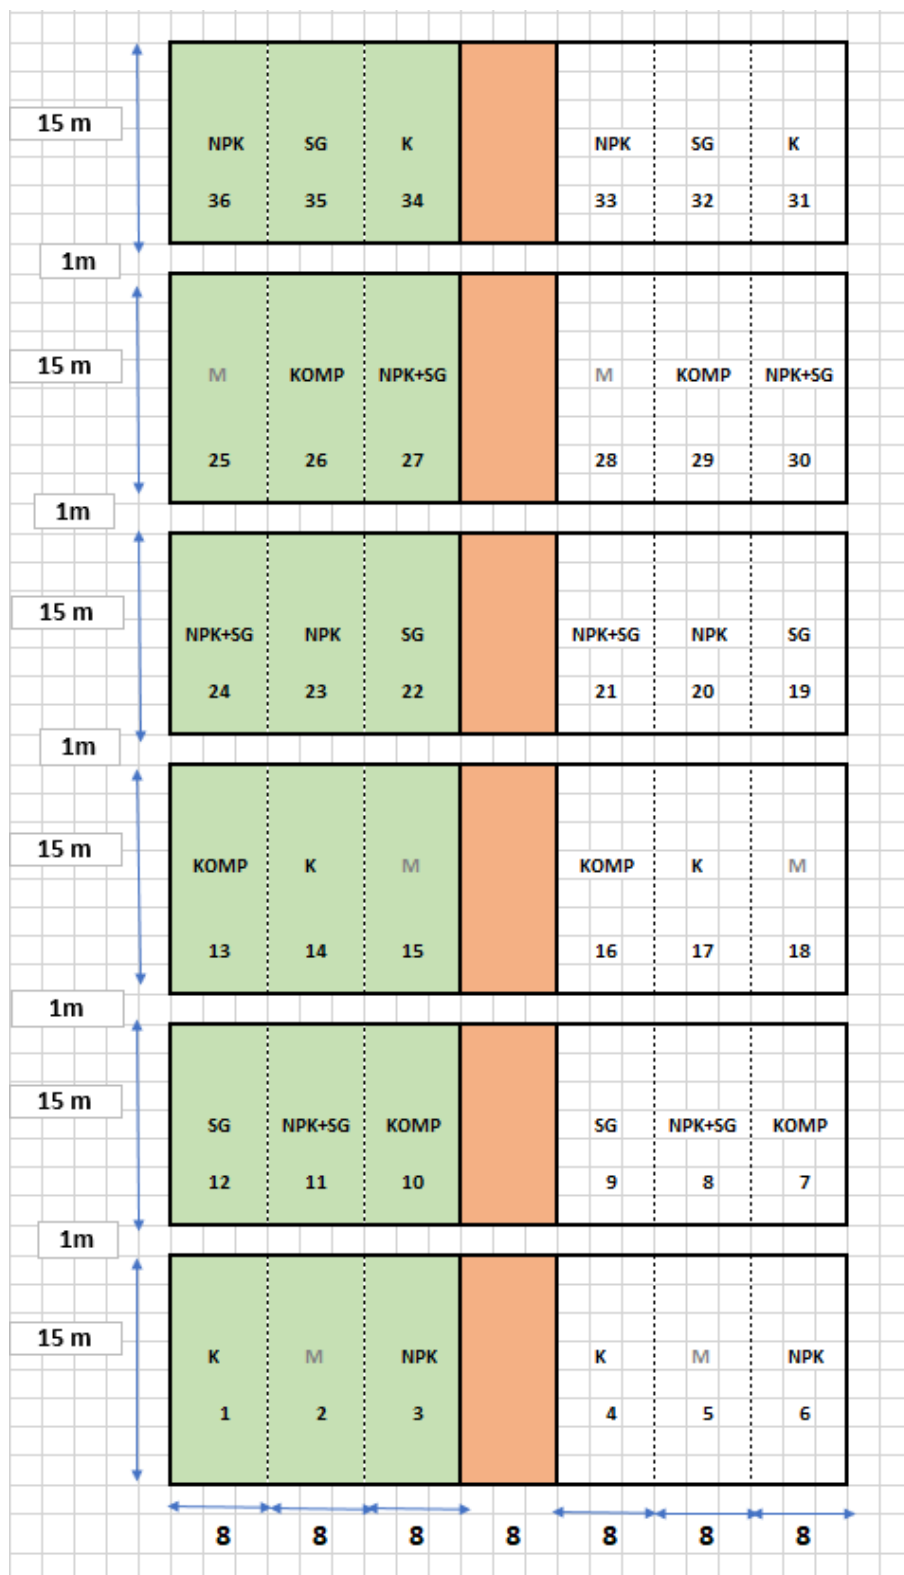 15 m
NPK SG K NPK SG K
36 35 34 33 32 31
1m
15 m
M KOMP NPK+SG M KOMP NPK+SG
25 26 27 28 29 30
1m
15 m
NPK+SG NPK SG NPK+SG NPK SG
24 23 22 21 20 19
1m
15 m
KOMP K M KOMP K M
13 14 15 16 17 18
1m
15 m
SG NPK+SG KOMP SG NPK+SG KOMP
12 11 10 9 8 7
1m
15 m
K M NPK K M NPK
1 2 3 4 5 6
8 8 8 8 8 8 8